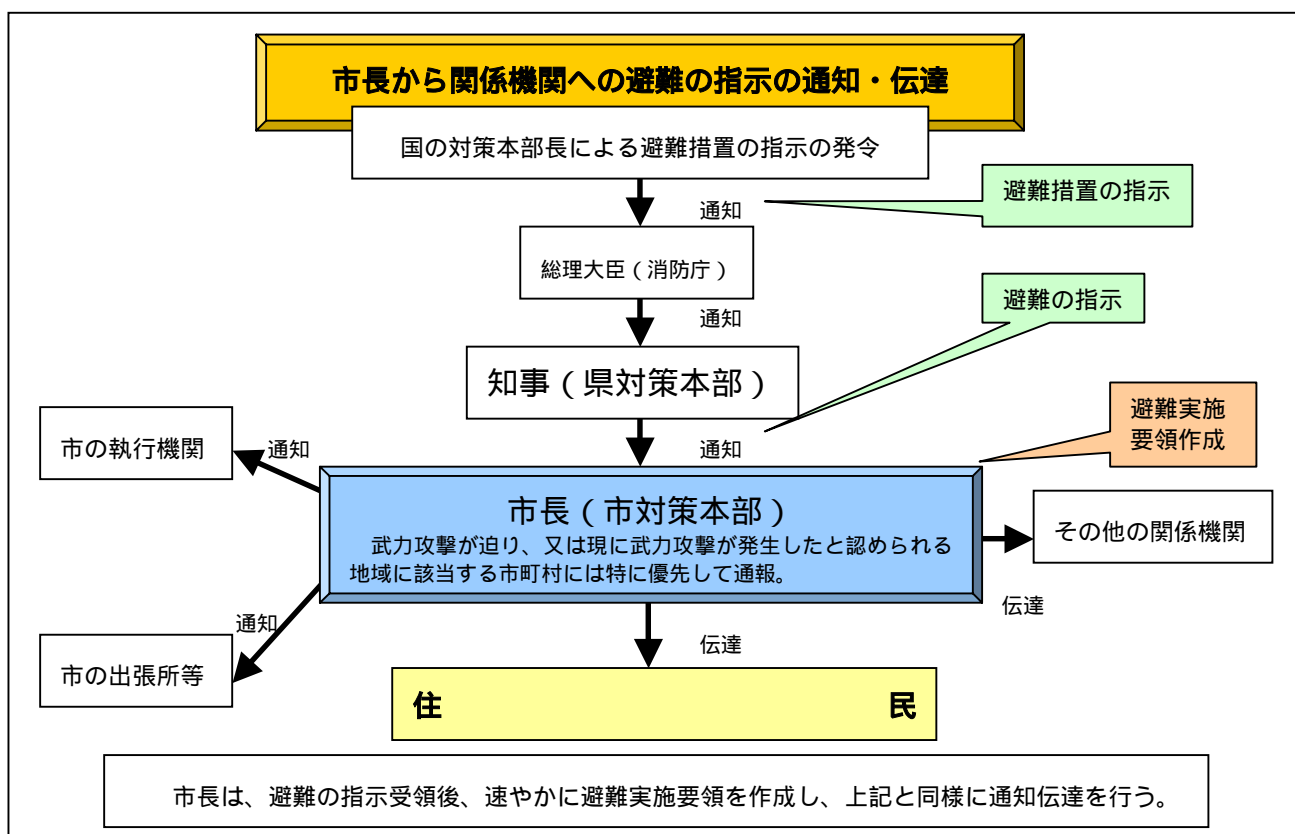 市長から関係機関への避難の指示の通知・伝達
国の対策本部長による避難措置の指示の発令
避難措置の指示
通知
総理大臣（消防庁）
避難の指示
通知
知事（県対策本部）
避難実施
要領作成
市の執行機関
通知
通知
市長（市対策本部）
武力攻撃が迫り、又は現に武力攻撃が発生したと認められる
地域に該当する市町村には特に優先して通報。
その他の関係機関
伝達
通知
市の出張所等
伝達
住　民
市長は、避難の指示受領後、速やかに避難実施要領を作成し、上記と同様に通知伝達を行う。